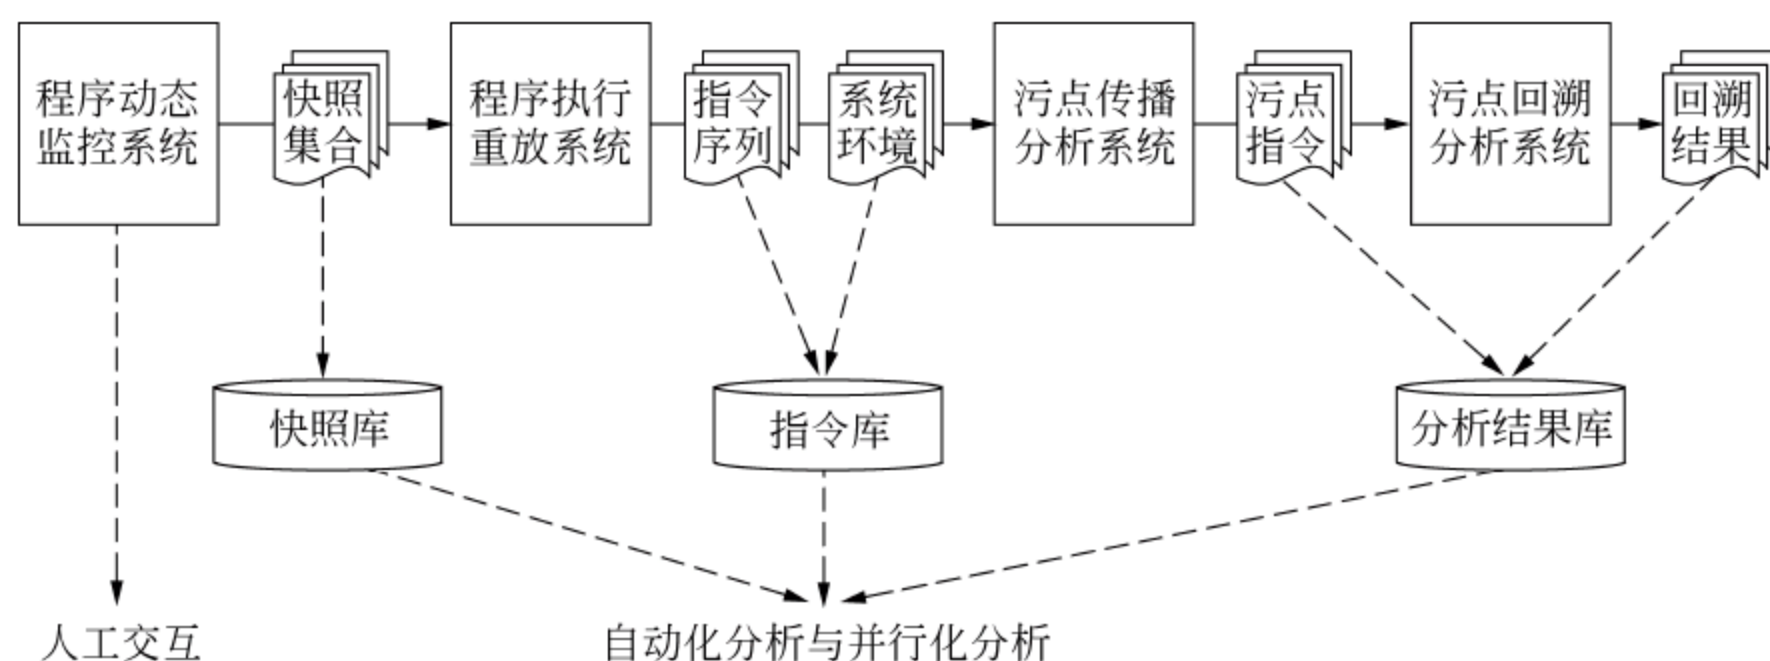 程序动态
监控系统
快照
集合
程序执行
重放系统
指令
序列
系统
环境
污点传播
分析系统
污点
指令
污点回溯
分析系统
回溯
结果
快照库
指令库
分析结果库
人工交互
自动化分析与并行化分析